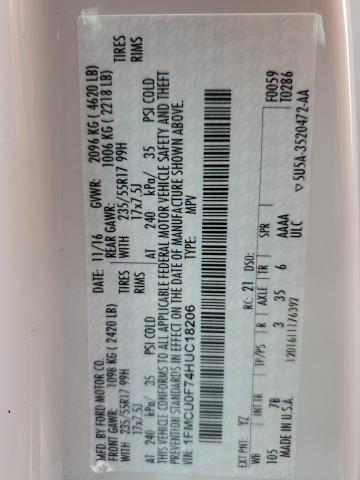 MFD. BY FORD MOTOR CO.
DATE: 11/16 GVWR: 2096 KG ( 4620 LB)
FRONT GAWR: 1098 KG ( 2420 LB) REAR GAWR: 1006 KG ( 2218 LB)
WITH 235/55R17 99H TIRES WITH 235/55R17 99H TIRES
17x7.5J RIMS 17x7.5J RIMS
AT 240 kPa/ 35 PSI COLD AT 240 kPa/ 35 PSI COLD
THIS VEHICLE CONFORMS TO ALL APPLICABLE FEDERAL MOTOR VEHICLE SAFETY AND THEFT
PREVENTION STANDARDS IN EFFECT ON THE DATE OF MANUFACTURE SHOWN ABOVE.
VIN: 1FMCU0F74HUC18206 TYPE: MPV
F0059
T0286
EXT PNT: YZ RC: 21 DSO:
WB INT TR TP/PS R AXLE TR SPR
105 7B 3 35 6 AAAA
ULC
MADE IN U.S.A. 1201611176392 ▽5U5A-3520472-AA